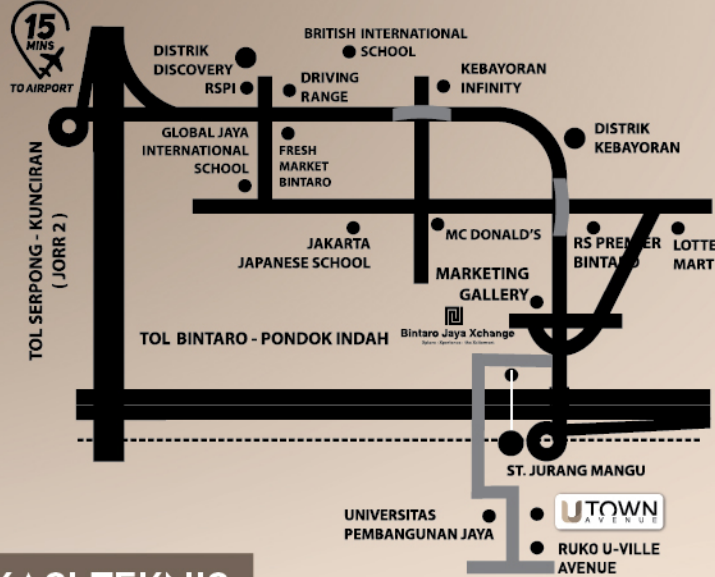 15
MINS
TO AIRPORT
BRITISH INTERNATIONAL
SCHOOL
DISTRIK
DISCOVERY
RSPI
DRIVING
RANGE
KEBAYORAN
INFINITY
GLOBAL JAYA
INTERNATIONAL
SCHOOL
FRESH
MARKET
BINTARO
DISTRIK
KEBAYORAN
TOL SERPONG - KUNCIRAN
( JORR 2 )
JAKARTA
JAPANESE SCHOOL
MC DONALD'S
RS PREMIER
BINTARO
LOTTE
MART
MARKETING
GALLERY
TOL BINTARO - PONDOK INDAH
Bintaro Jaya Xchange
ST. JURANG MANGU
UNIVERSITAS
PEMBANGUNAN JAYA
UTOWN
AVENUE
RUKO U-VILLE
AVENUE